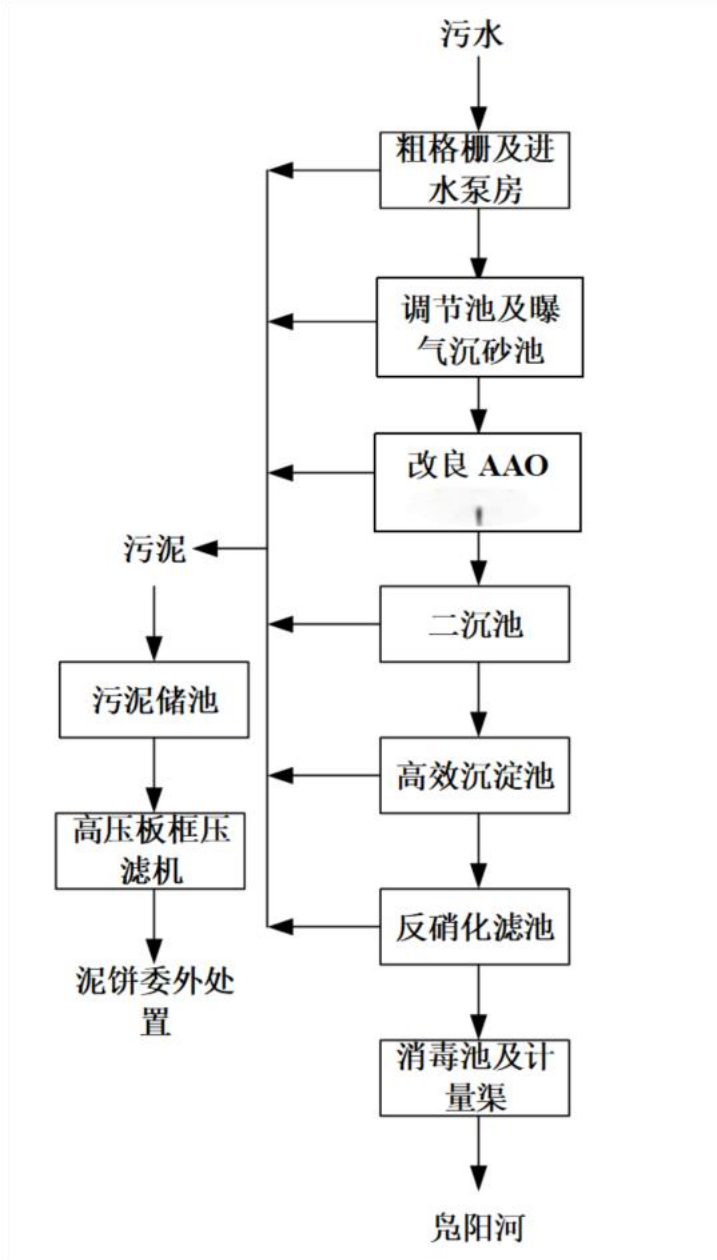 污水
粗格栅及进
水泵房
调节池及曝
气沉砂池
改良 AAO
二沉池
高效沉淀池
反硝化滤池
消毒池及计
量渠
凫阳河
污泥
污泥储池
高压板框压
滤机
泥饼委外处
置